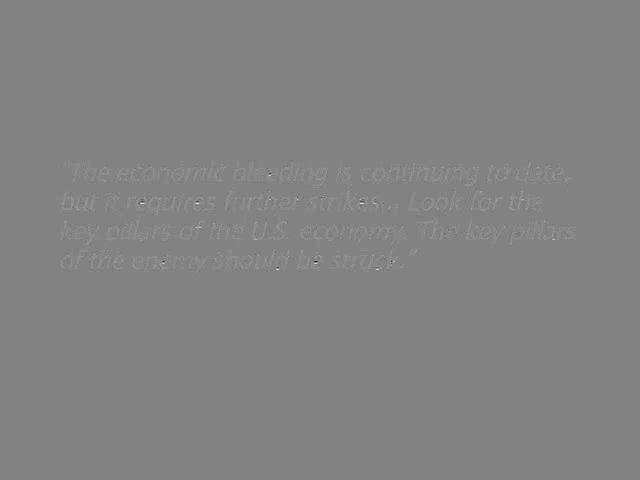 "The economic bleeding is continuing to date,
but it requires further strikes... Look for the
key pillars of the U.S. economy. The key pillars
of the enemy should be struck."